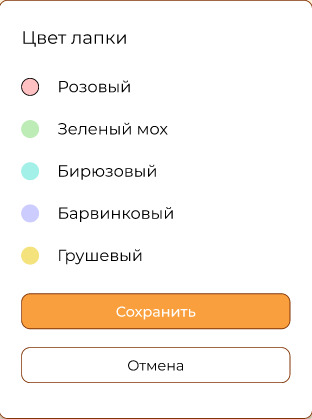 Цвет лапки
Розовый
Зеленый мох
Бирюзовый
Барвинковый
Грушевый
Сохранить
Отмена